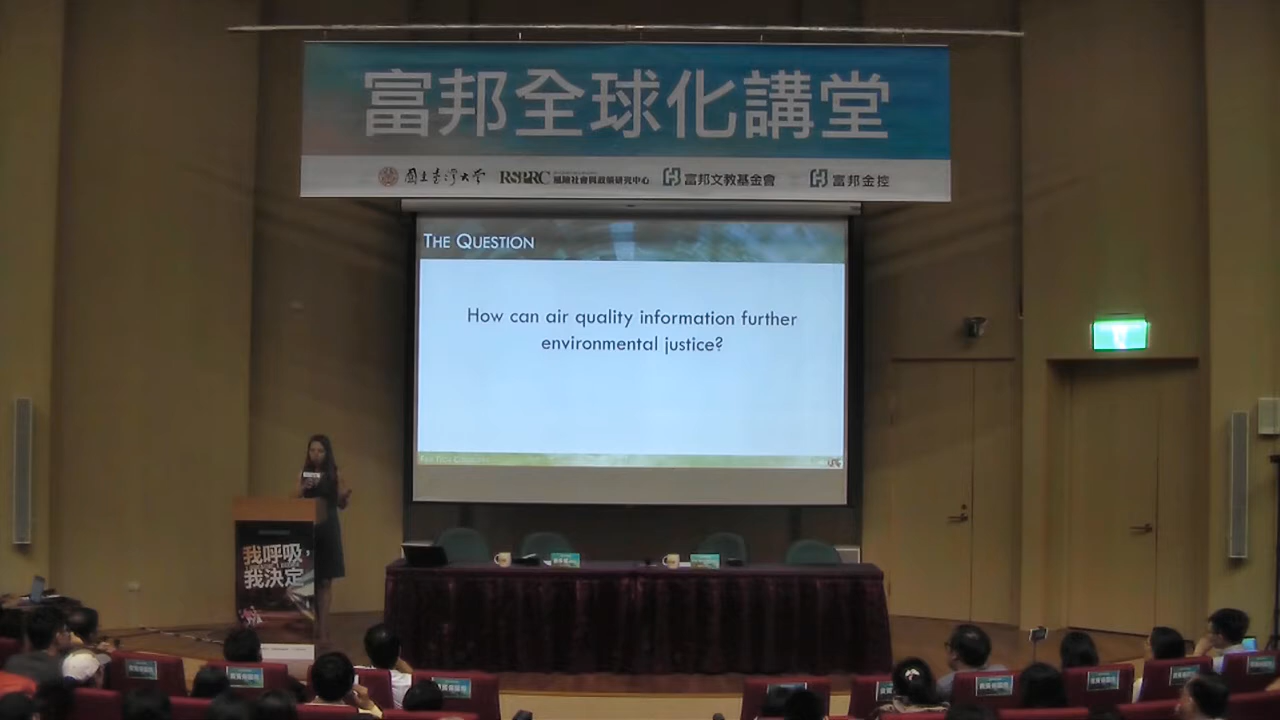 富邦全球化講堂
國立臺灣大學 RSPRC 風險社會與政策研究中心 富邦文教基金會 富邦金控
THE QUESTION
How can air quality information further
environmental justice?
我呼吸,
我決定